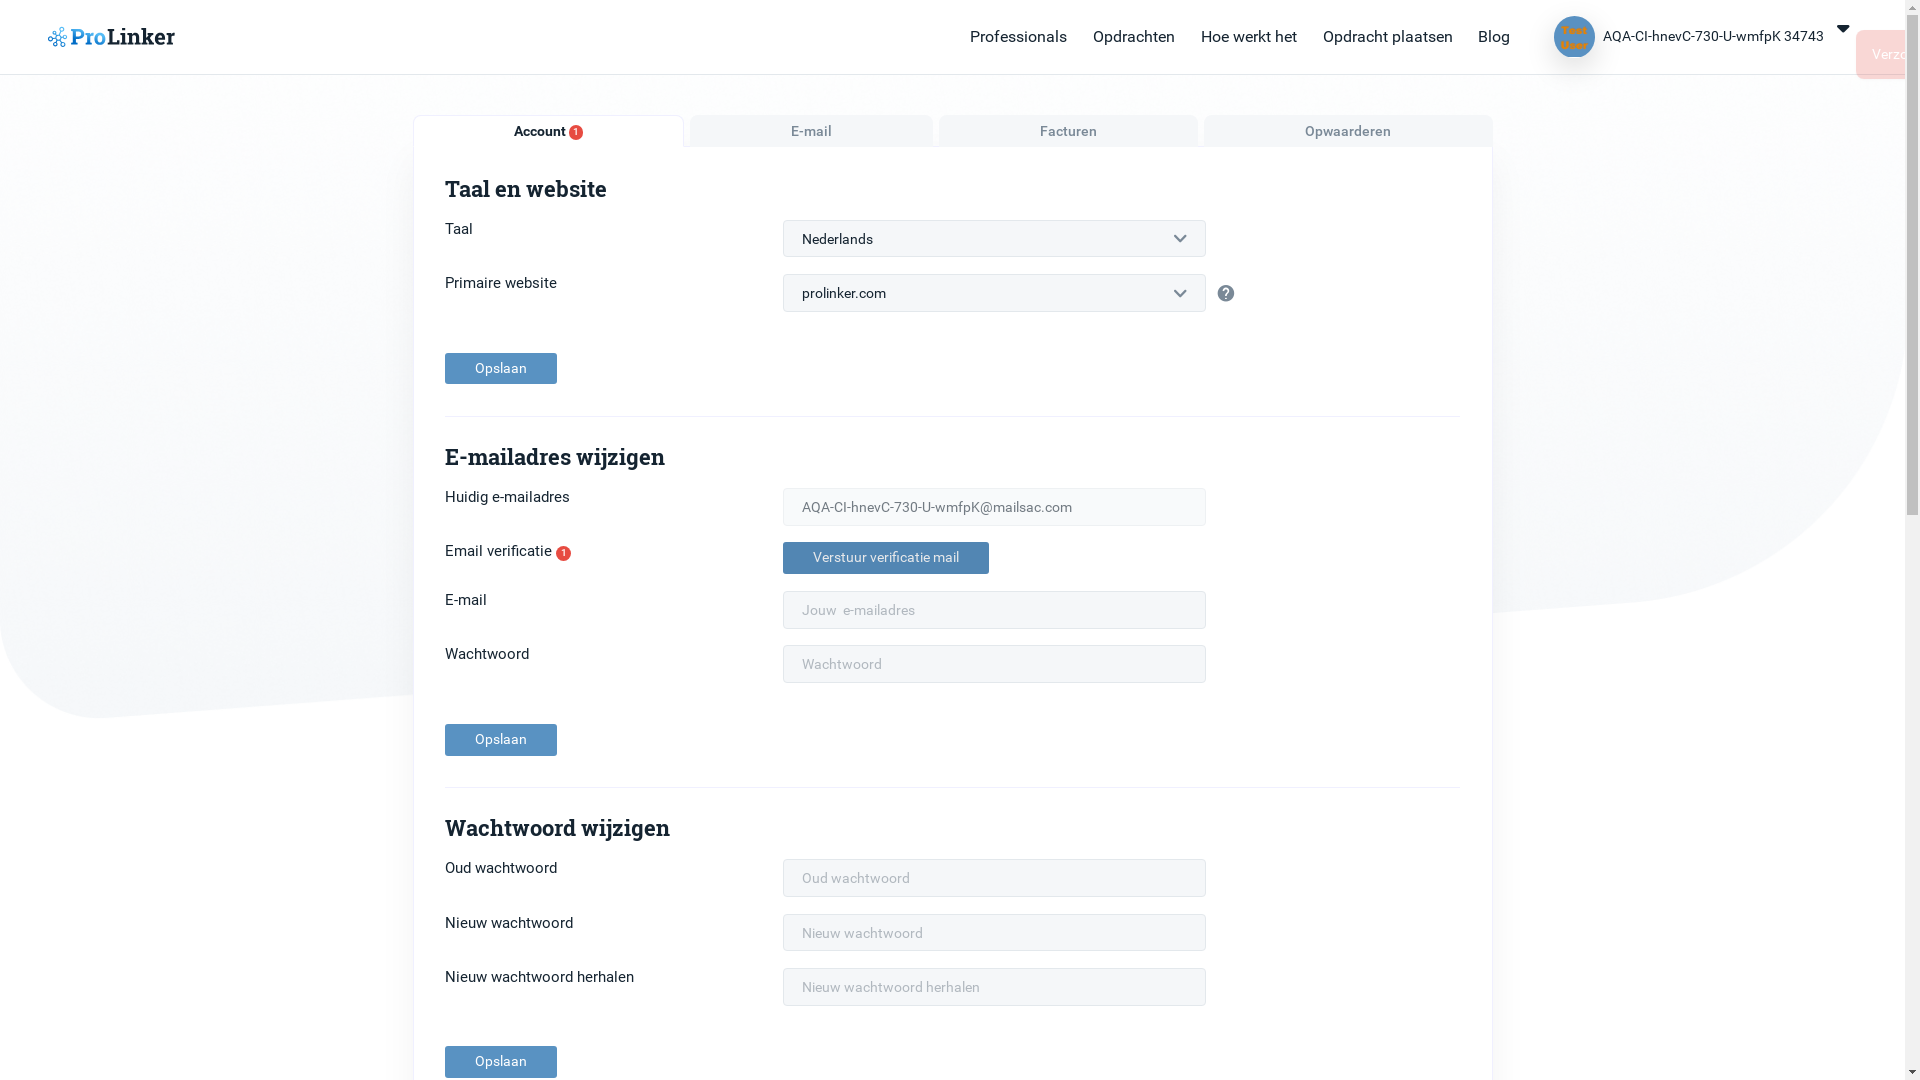 ProLinker
Professionals
Opdrachten
Hoe werkt het
Opdracht plaatsen
Blog
Test
User
AQA-CI-hnevC-730-U-wmfpK 34743
Account 1
E-mail
Facturen
Opwaarderen
Taal en website
Taal
Nederlands
Primaire website
prolinker.com
?
Opslaan
E-mailadres wijzigen
Huidig e-mailadres
AQA-CI-hnevC-730-U-wmfpK@mailsac.com
Email verificatie 1
Verstuur verificatie mail
E-mail
Jouw e-mailadres
Wachtwoord
Wachtwoord
Opslaan
Wachtwoord wijzigen
Oud wachtwoord
Oud wachtwoord
Nieuw wachtwoord
Nieuw wachtwoord
Nieuw wachtwoord herhalen
Nieuw wachtwoord herhalen
Opslaan